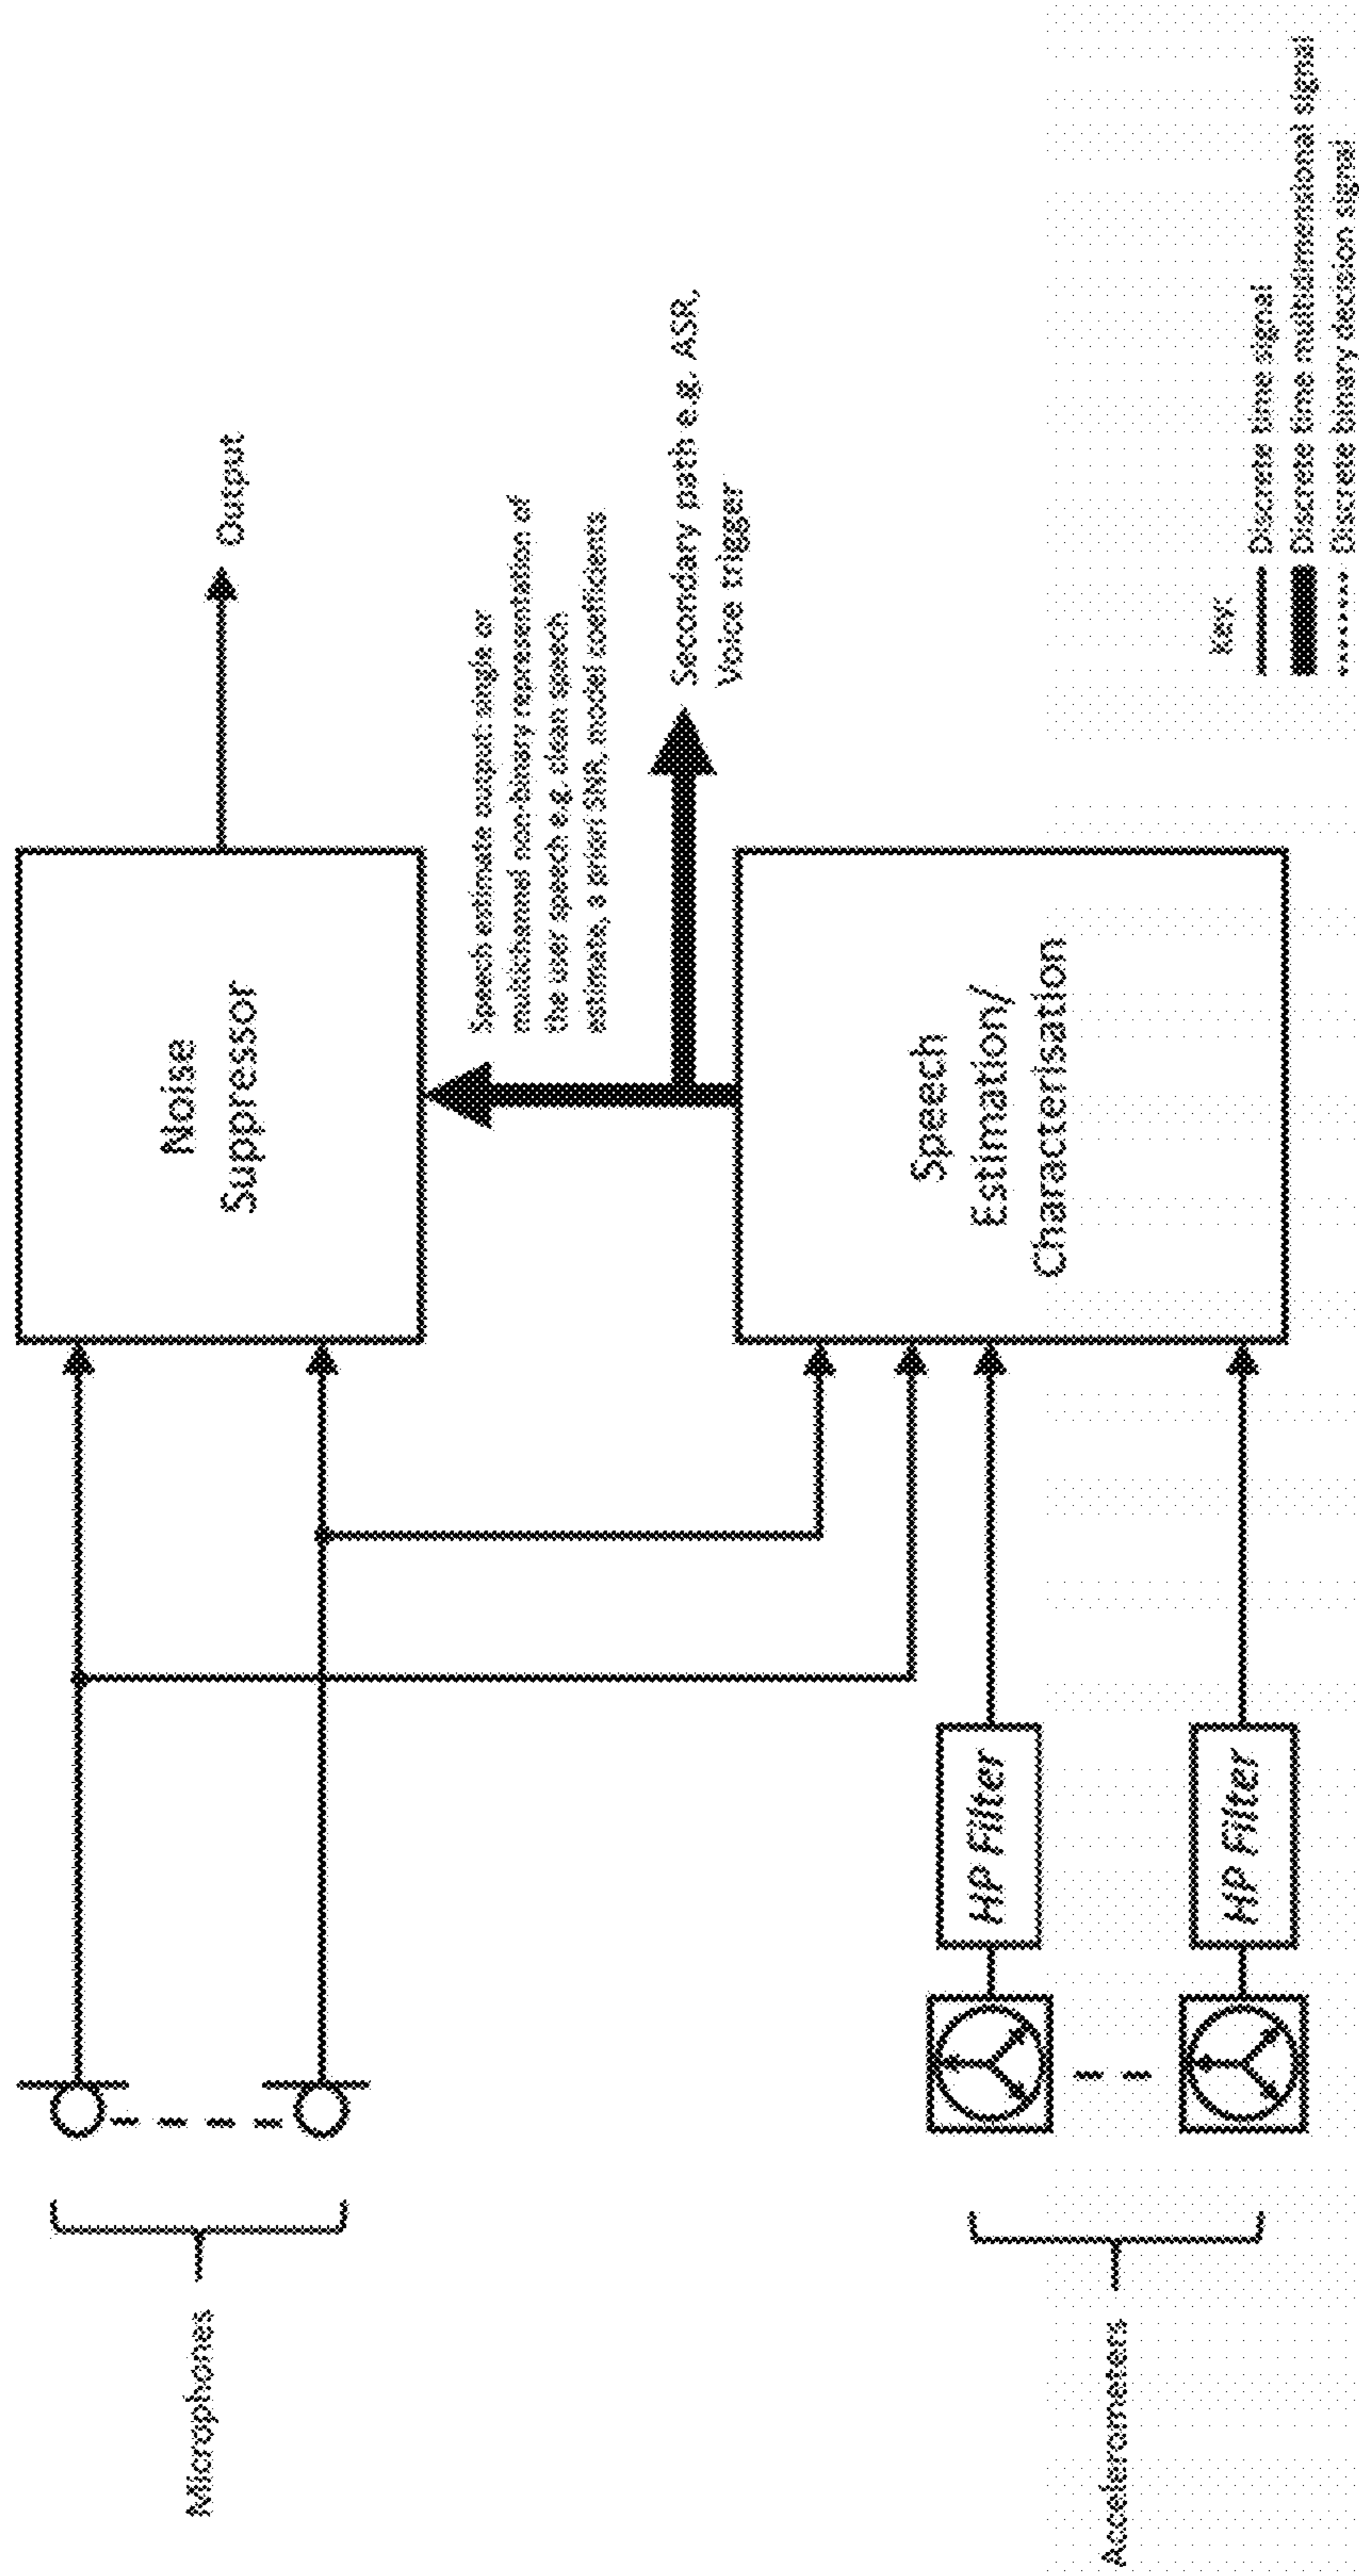 Microphones
Noise
Suppressor
Output
Speech estimate output: single or
multichannel non-binary representation of
the user speech e.g. clean speech
estimate, a priori SNR, model coefficients
Secondary path e.g. ASR,
Voice trigger
Speech
Estimation/
Characterisation
HP Filter
HP Filter
Accelerometers
Key:
Discrete time signal
Discrete time multidimensional signal
Discrete binary decision signal